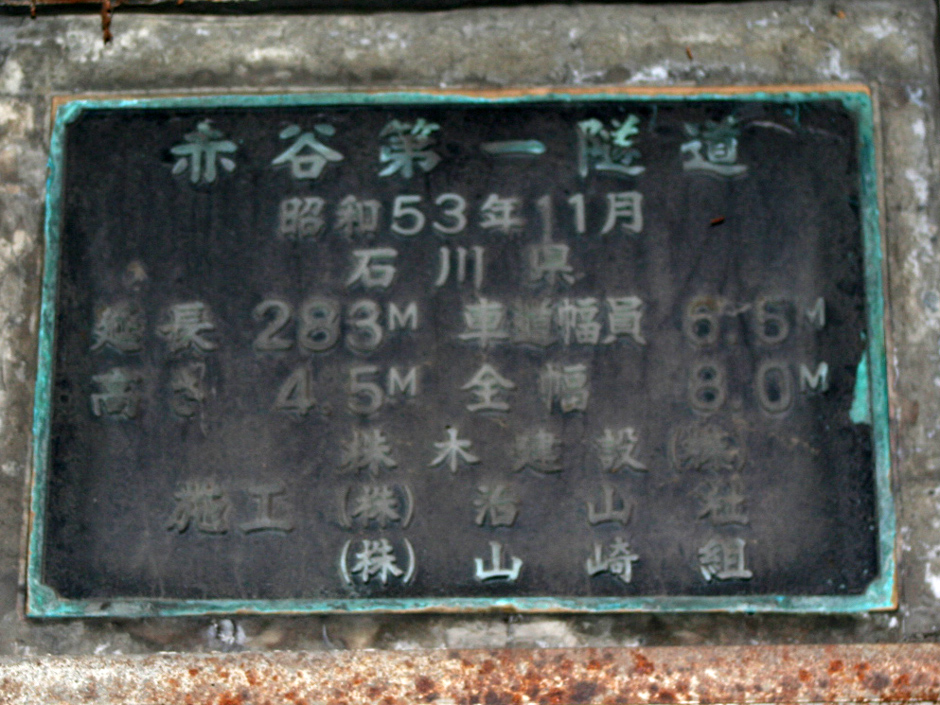 赤谷第一隧道
昭和53年11月
石川県
延長 283M 車道幅員 6.5M
高さ 4.5M 全幅 8.0M
株木建設(株)
施工 (株)治山社
(株)山崎組